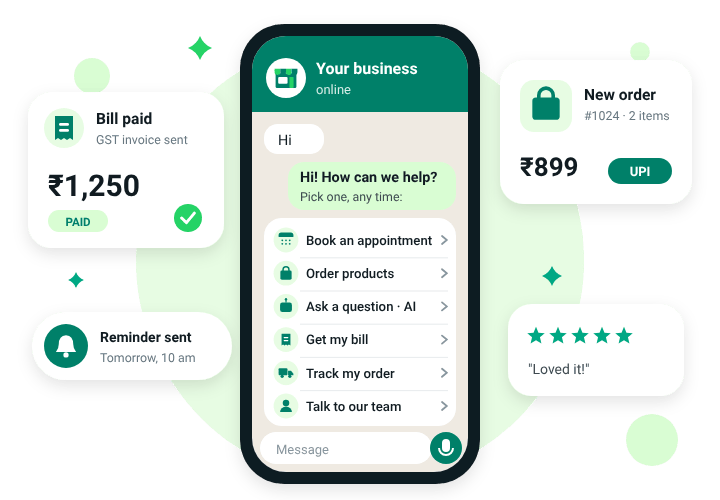 Bill paid
GST invoice sent
₹1,250
PAID
Reminder sent
Tomorrow, 10 am
Your business
online
Hi
Hi! How can we help?
Pick one, any time:
Book an appointment
Order products
Ask a question · AI
Get my bill
Track my order
Talk to our team
Message
New order
#1024 · 2 items
₹899
UPI
"Loved it!"